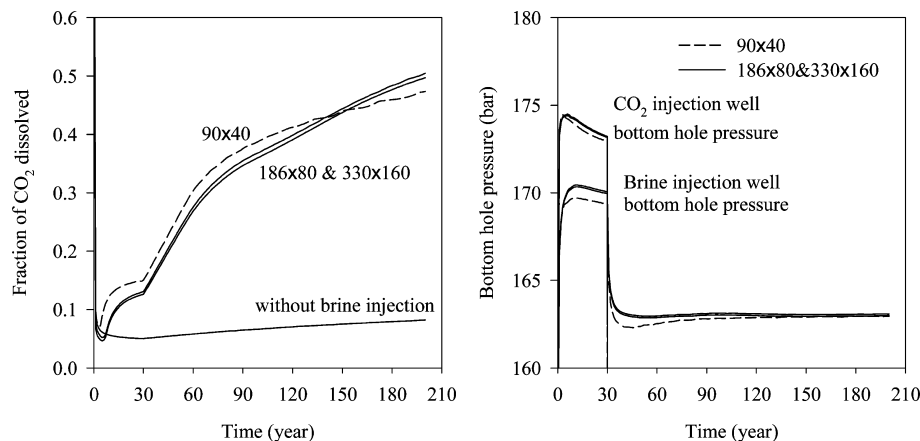 0.6
0.5
0.4
0.3
0.2
0.1
0.0
Fraction of CO2 dissolved
90x40
186x80 & 330x160
without brine injection
0 30 60 90 120 150 180 210
Time (year)
180
175
170
165
160
Bottom hole pressure (bar)
90x40
186x80&330x160
CO2 injection well
bottom hole pressure
Brine injection well
bottom hole pressure
0 30 60 90 120 150 180 210
Time (year)